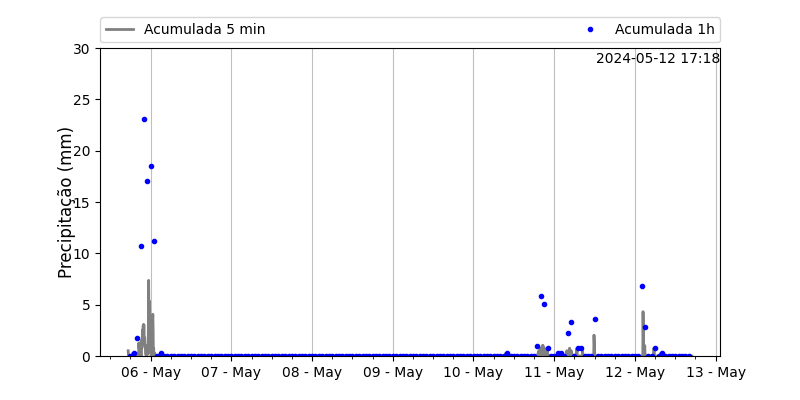 Acumulada 5 min Acumulada 1h
2024-05-12 17:18
Precipitação (mm)
30
25
20
15
10
5
0
06 - May 07 - May 08 - May 09 - May 10 - May 11 - May 12 - May 13 - May